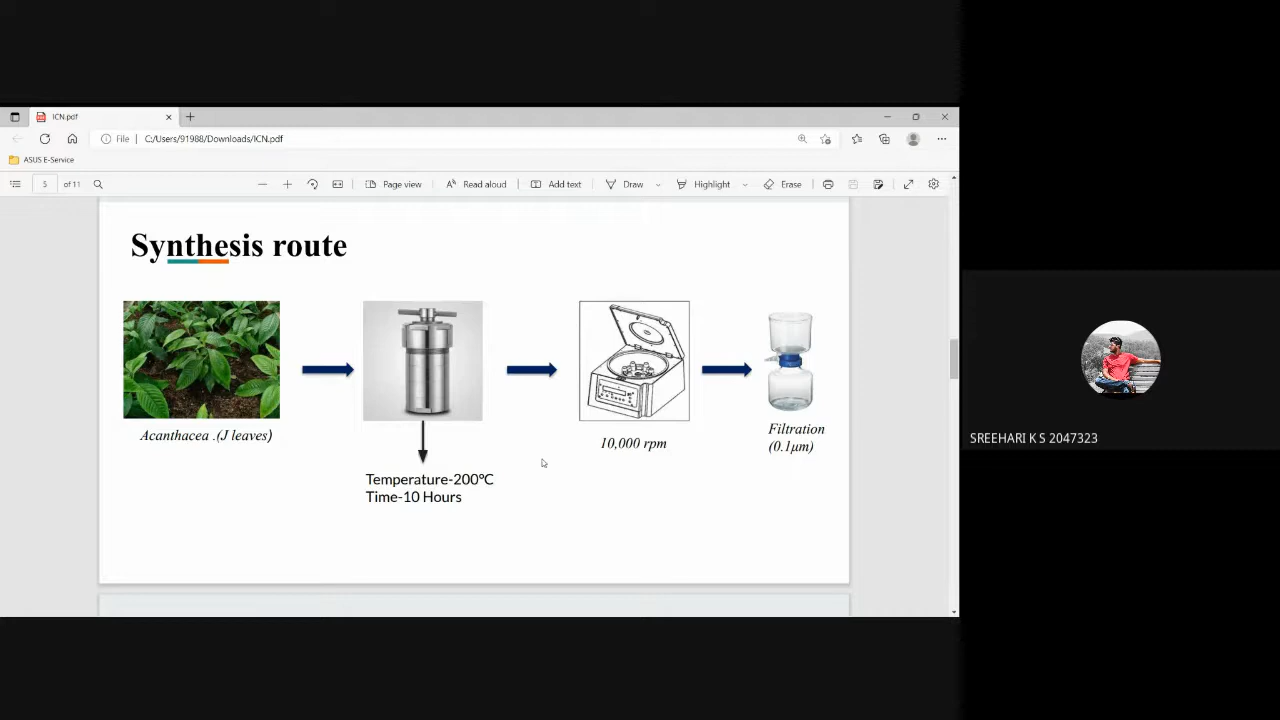 ICN.pdf
File | C:/Users/91988/Downloads/ICN.pdf
ASUS E-Service
5 of 11 Page view Read aloud Add text Draw Highlight Erase
Synthesis route
Acanthacea .(J leaves)
10,000 rpm
Filtration
(0.1μm)
Temperature-200°C
Time-10 Hours
SREEHARI K S 2047323